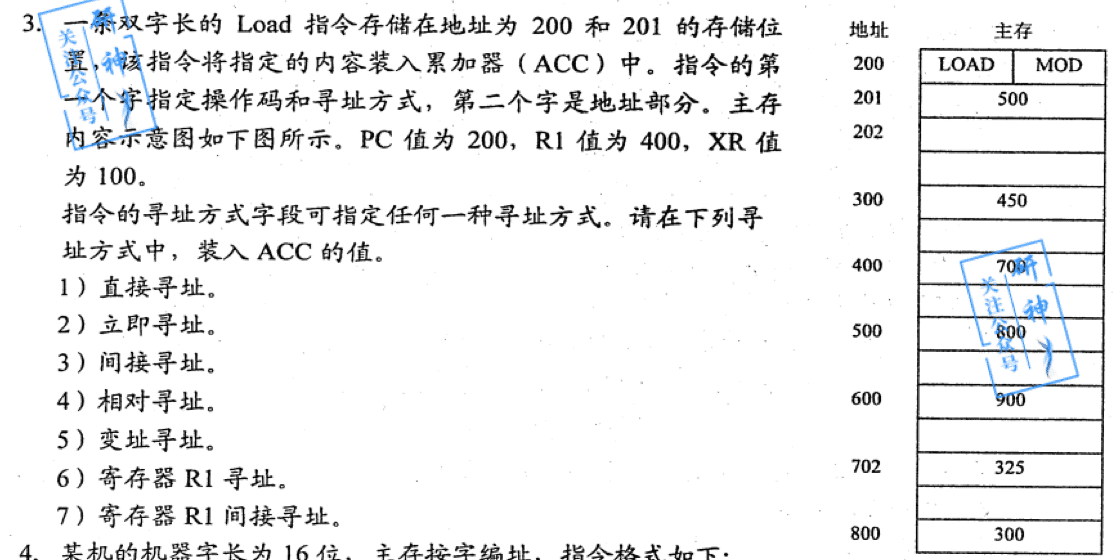 3. 一条双字长的 Load 指令存储在地址为 200 和 201 的存储位
置，该指令将指定的内容装入累加器（ACC）中。指令的第
一个字指定操作码和寻址方式，第二个字是地址部分。主存
内容示意图如下图所示。PC 值为 200，R1 值为 400，XR 值
为 100。
指令的寻址方式字段可指定任何一种寻址方式。请在下列寻
址方式中，装入 ACC 的值。
1）直接寻址。
2）立即寻址。
3）间接寻址。
4）相对寻址。
5）变址寻址。
6）寄存器 R1 寻址。
7）寄存器 R1 间接寻址。
4. 某机的机器字长为 16 位，主存按字编址，指令格式如下：
地址 主存
200 LOAD MOD
201 500
202
300 450
400 700
500 800
600 900
702 325
800 300
研神
关注公众号
研神
关注公众号